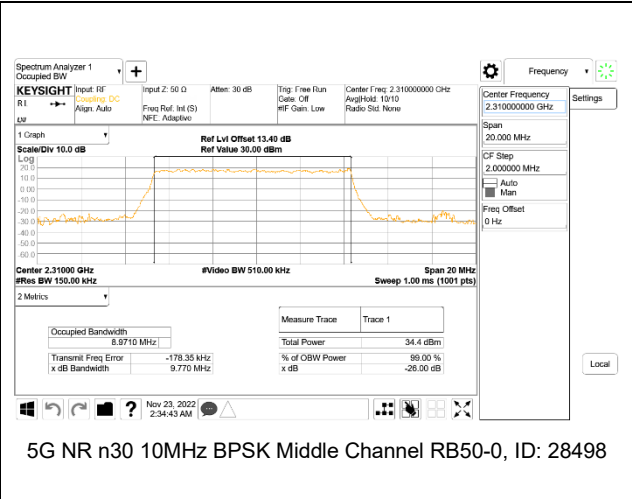 Spectrum Analyzer 1
Occupied BW
+
Frequency
KEYSIGHT Input: RF Input Z: 50 Ω Atten: 30 dB Trig: Free Run Center Freq: 2.310000000 GHz
R L Coupling: DC Gate: Off Avg|Hold: 10/10
Align: Auto Freq Ref: Int (S) #IF Gain: Low Radio Std: None
NFE: Adaptive
Center Frequency
2.310000000 GHz
Settings
Span
20.000 MHz
CF Step
2.000000 MHz
Auto
Man
Freq Offset
0 Hz
Local
1 Graph
Ref Lvl Offset 13.40 dB
Scale/Div 10.0 dB Ref Value 30.00 dBm
Log
20.0
10.0
0.00
-10.0
-20.0
-30.0
-40.0
-50.0
-60.0
Center 2.31000 GHz #Video BW 510.00 kHz Span 20 MHz
#Res BW 150.00 kHz Sweep 1.00 ms (1001 pts)
2 Metrics
Measure Trace Trace 1
Occupied Bandwidth
8.9710 MHz Total Power 34.4 dBm
Transmit Freq Error -178.35 kHz % of OBW Power 99.00 %
x dB Bandwidth 9.770 MHz x dB -26.00 dB
? Nov 23, 2022
2:34:43 AM
5G NR n30 10MHz BPSK Middle Channel RB50-0, ID: 28498